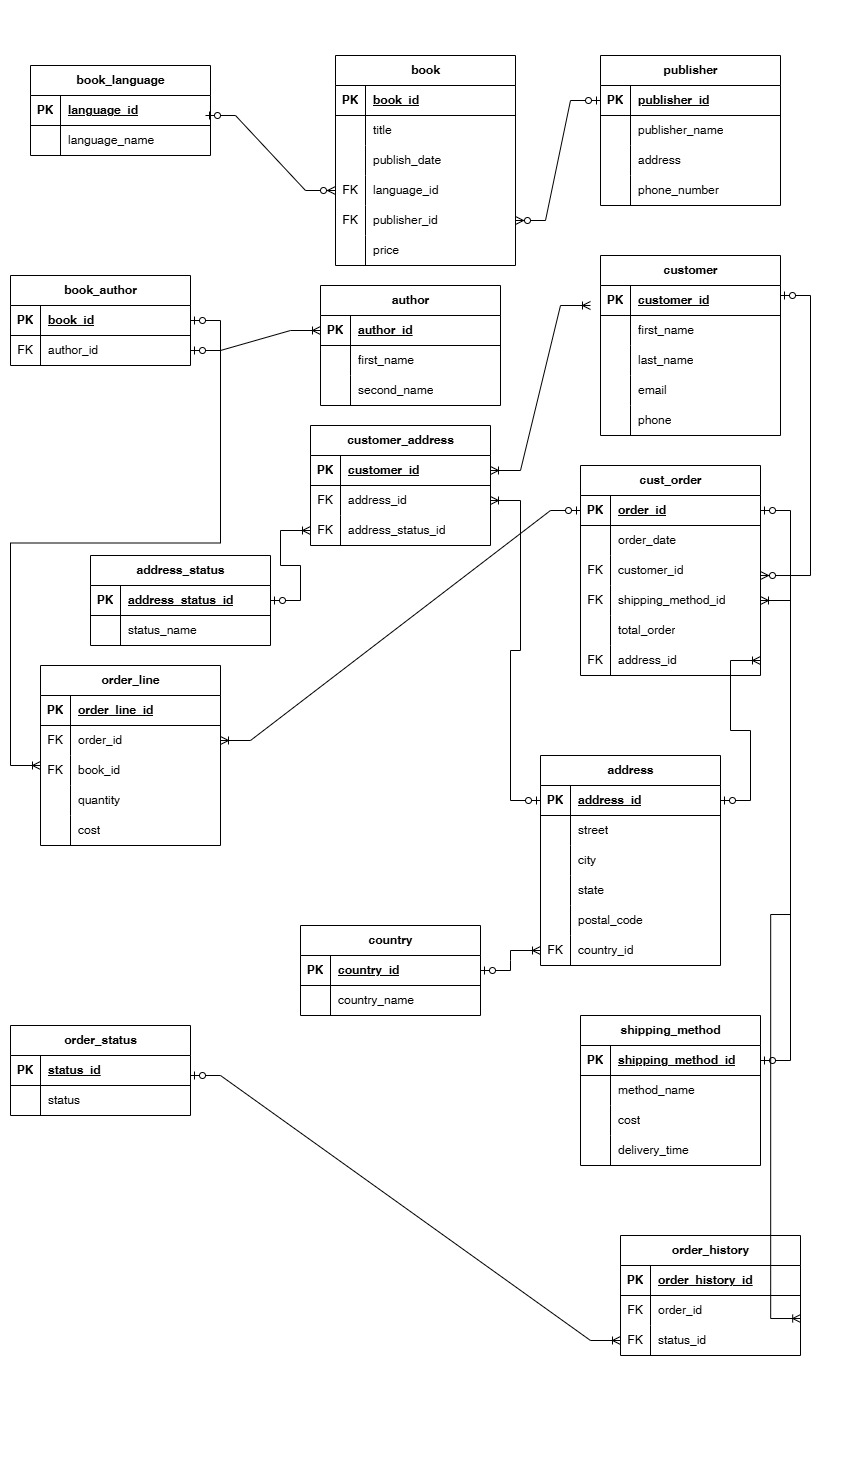 book_language
PK language_id
language_name
book
PK book_id
title
publish_date
FK language_id
FK publisher_id
price
publisher
PK publisher_id
publisher_name
address
phone_number
book_author
PK book_id
FK author_id
author
PK author_id
first_name
second_name
customer
PK customer_id
first_name
last_name
email
phone
customer_address
PK customer_id
FK address_id
FK address_status_id
cust_order
PK order_id
order_date
FK customer_id
FK shipping_method_id
total_order
FK address_id
address_status
PK address_status_id
status_name
order_line
PK order_line_id
FK order_id
FK book_id
quantity
cost
address
PK address_id
street
city
state
postal_code
FK country_id
country
PK country_id
country_name
order_status
PK status_id
status
shipping_method
PK shipping_method_id
method_name
cost
delivery_time
order_history
PK order_history_id
FK order_id
FK status_id